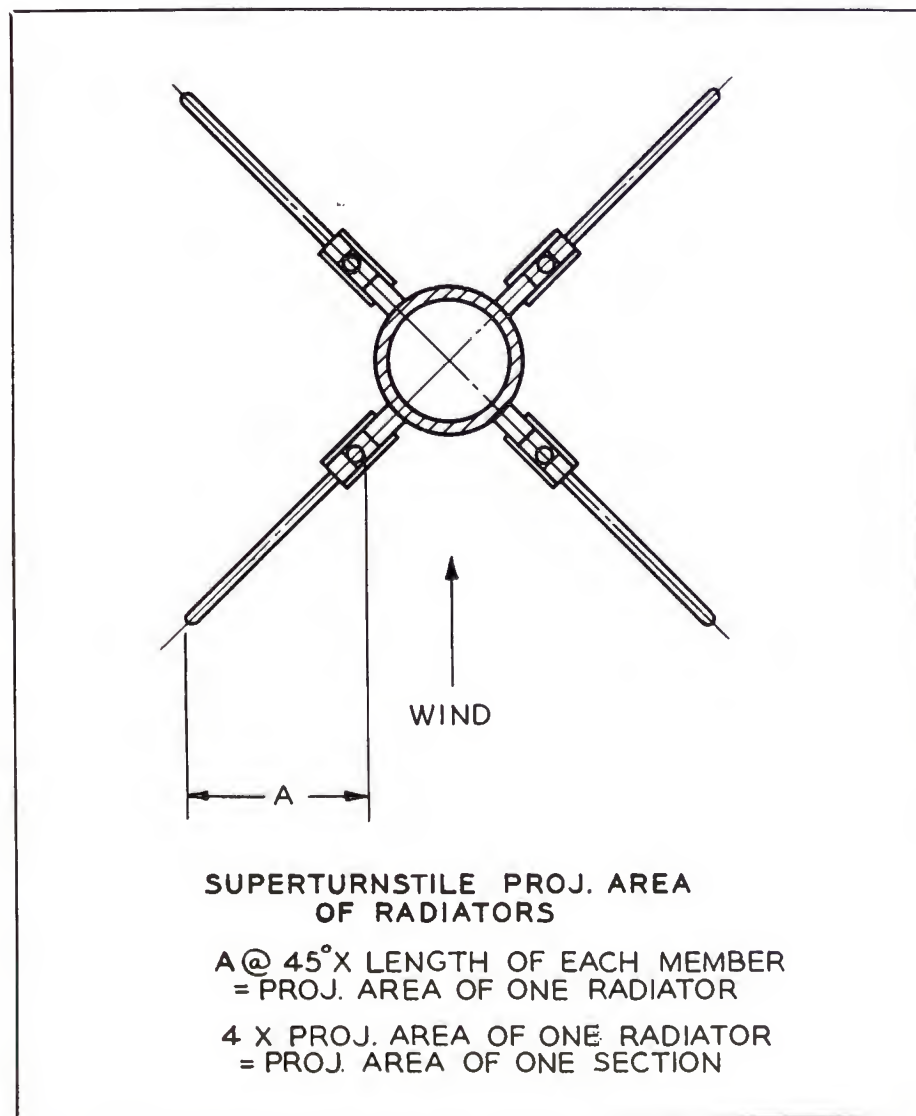 WIND
A
SUPERTURNSTILE PROJ. AREA
OF RADIATORS
A @ 45° X LENGTH OF EACH MEMBER
= PROJ. AREA OF ONE RADIATOR
4 X PROJ. AREA OF ONE RADIATOR
= PROJ. AREA OF ONE SECTION